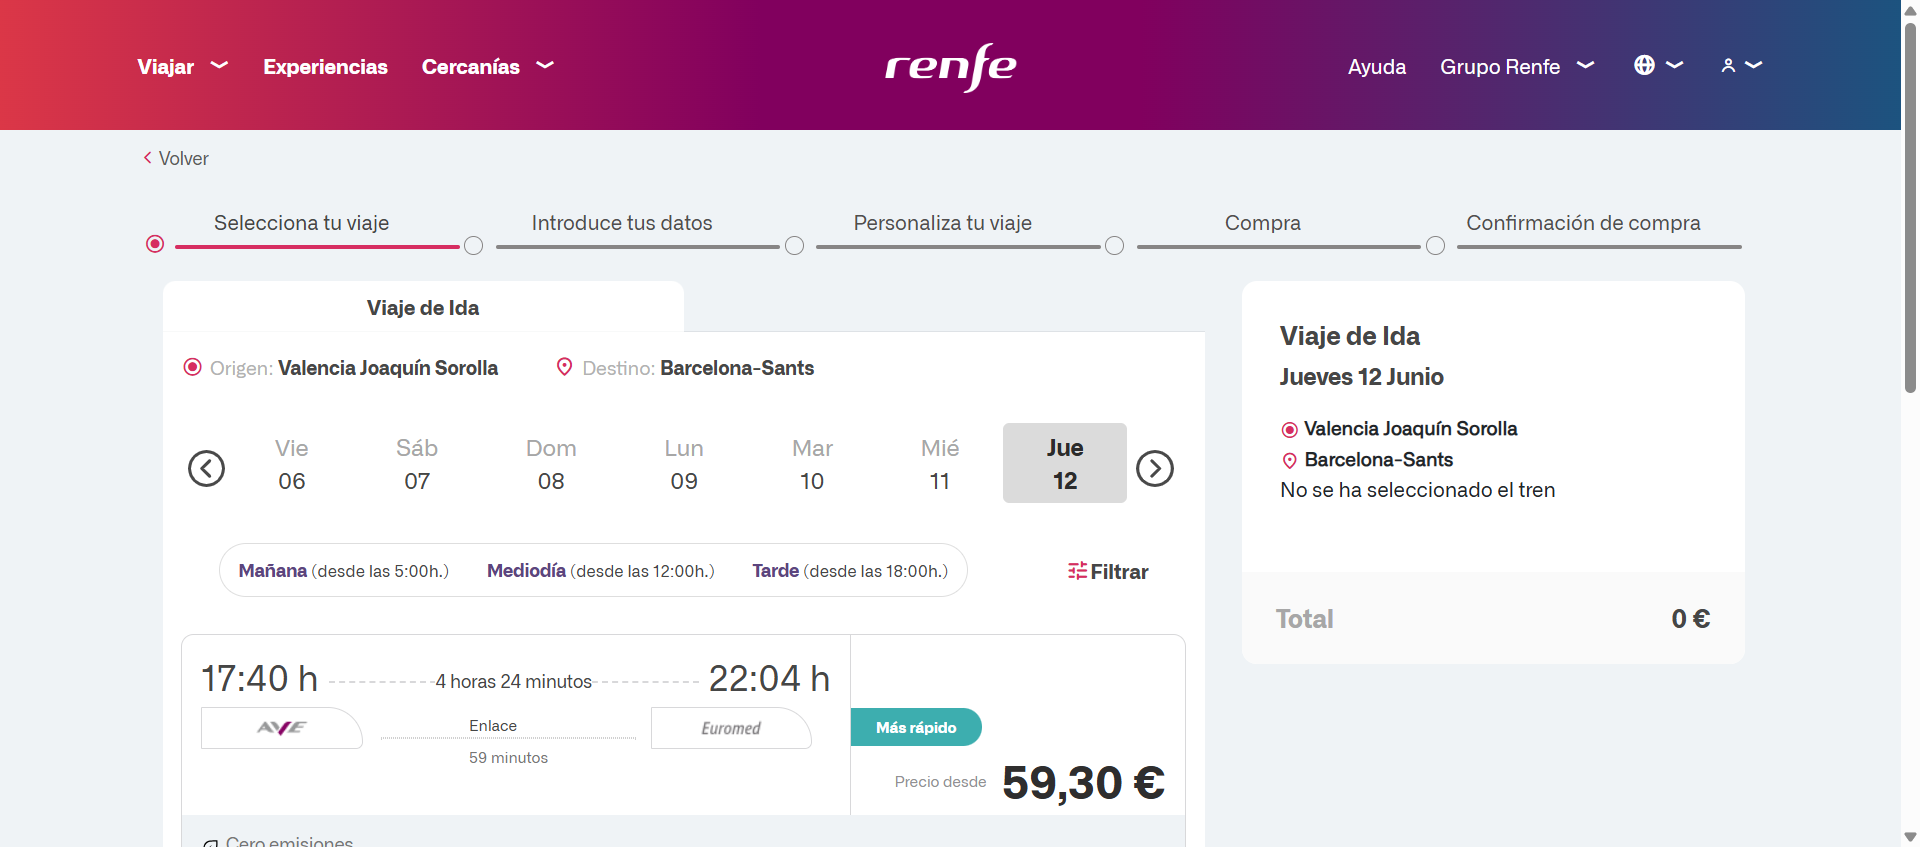 Viajar Experiencias Cercanías renfe Ayuda Grupo Renfe
Volver
Selecciona tu viaje Introduce tus datos Personaliza tu viaje Compra Confirmación de compra
Viaje de Ida
Origen: Valencia Joaquín Sorolla Destino: Barcelona-Sants
Vie Sáb Dom Lun Mar Mié Jue
06 07 08 09 10 11 12
Mañana (desde las 5:00h.) Mediodía (desde las 12:00h.) Tarde (desde las 18:00h.) Filtrar
17:40 h 4 horas 24 minutos 22:04 h
AVE Enlace Euromed
59 minutos
Más rápido
Precio desde 59,30 €
Cero emisiones
Viaje de Ida
Jueves 12 Junio
Valencia Joaquín Sorolla
Barcelona-Sants
No se ha seleccionado el tren
Total 0 €